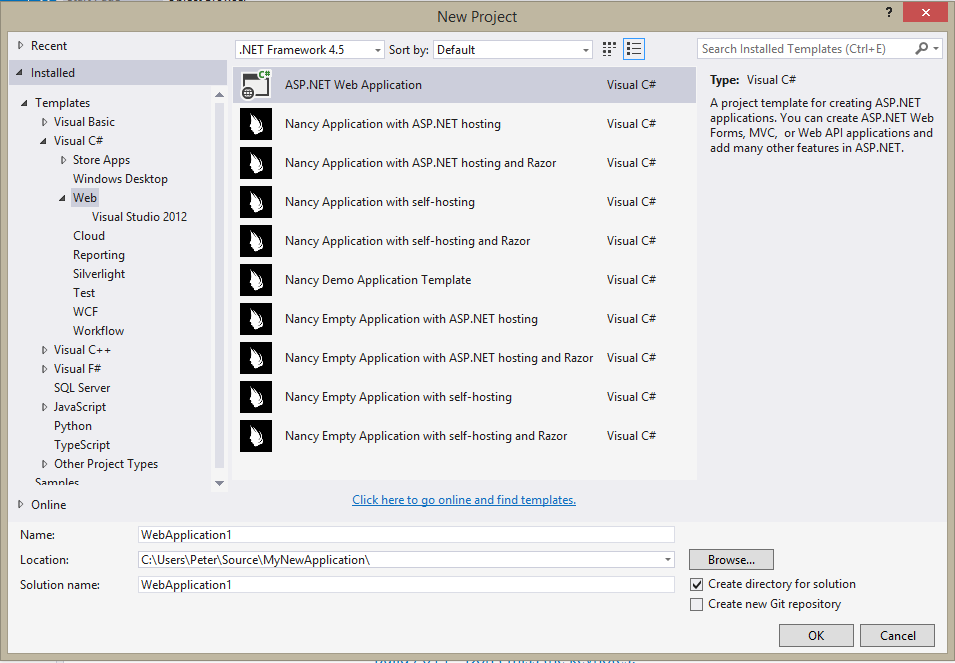 New Project
?
Recent
Installed
Templates
Visual Basic
Visual C#
Store Apps
Windows Desktop
Web
Visual Studio 2012
Cloud
Reporting
Silverlight
Test
WCF
Workflow
Visual C++
Visual F#
SQL Server
JavaScript
Python
TypeScript
Other Project Types
Samples
Online
.NET Framework 4.5 Sort by: Default
C# ASP.NET Web Application Visual C#
Nancy Application with ASP.NET hosting Visual C#
Nancy Application with ASP.NET hosting and Razor Visual C#
Nancy Application with self-hosting Visual C#
Nancy Application with self-hosting and Razor Visual C#
Nancy Demo Application Template Visual C#
Nancy Empty Application with ASP.NET hosting Visual C#
Nancy Empty Application with ASP.NET hosting and Razor Visual C#
Nancy Empty Application with self-hosting Visual C#
Nancy Empty Application with self-hosting and Razor Visual C#
Click here to go online and find templates.
Search Installed Templates (Ctrl+E)
Type: Visual C#
A project template for creating ASP.NET
applications. You can create ASP.NET Web
Forms, MVC, or Web API applications and
add many other features in ASP.NET.
Name: WebApplication1
Location: C:\Users\Peter\Source\MyNewApplication\ Browse...
Solution name: WebApplication1
Create directory for solution
Create new Git repository
OK Cancel